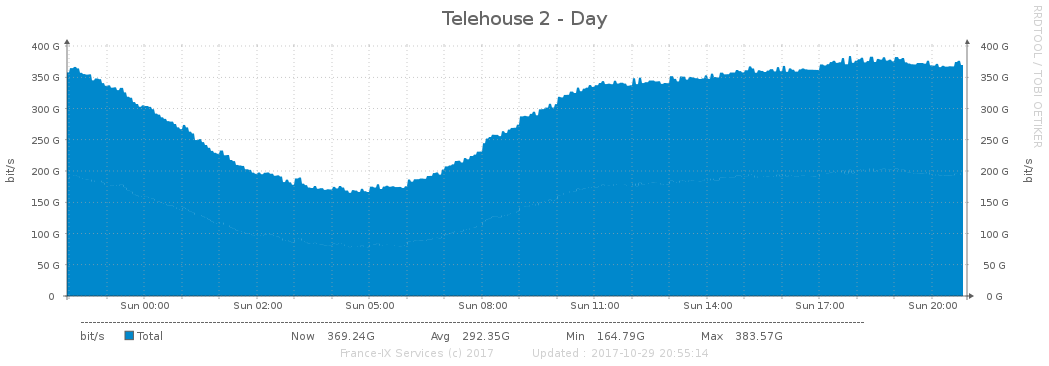 Telehouse 2 - Day
RRDTOOL / TOBI OETIKER
400 G 400 G
350 G 350 G
300 G 300 G
250 G 250 G
200 G 200 G
150 G 150 G
100 G 100 G
50 G 50 G
0 0 G
bit/s bit/s
Sun 00:00 Sun 02:00 Sun 05:00 Sun 08:00 Sun 11:00 Sun 14:00 Sun 17:00 Sun 20:00
bit/s Total Now 369.24G Avg 292.35G Min 164.79G Max 383.57G
France-IX Services (c) 2017 Updated : 2017-10-29 20:55:14